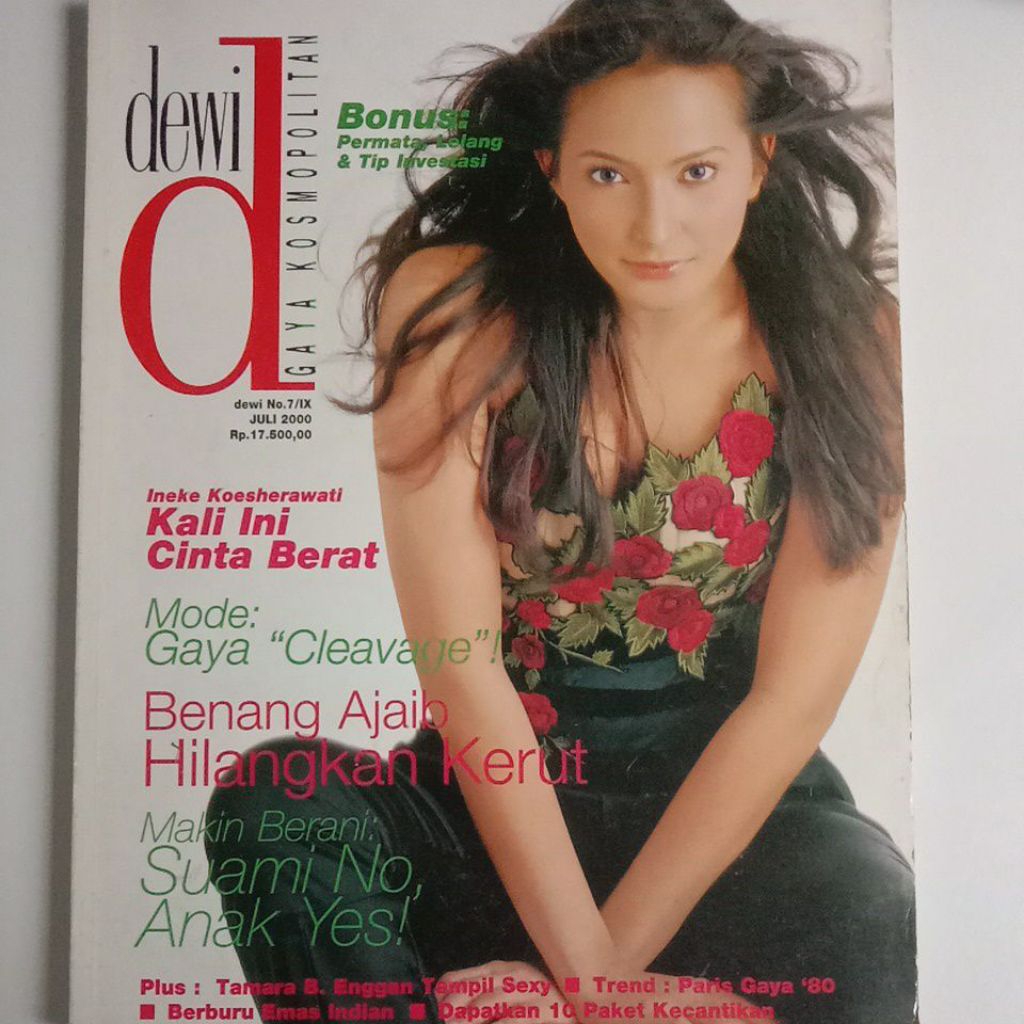 dewi
d
GAYA KOSMOPOLITAN
Bonus:
Permata, Lelang
& Tip Investasi
dewi No.7/IX
JULI 2000
Rp.17.500,00
Ineke Koesherawati
Kali Ini
Cinta Berat
Mode:
Gaya “Cleavage”!
Benang Ajaib
Hilangkan Kerut
Makin Berani:
Suami No,
Anak Yes!
Plus : Tamara B. Enggan Tampil Sexy ■ Trend : Paris Gaya ‘80
■ Berburu Emas Indian ■ Dapatkan 10 Paket Kecantikan